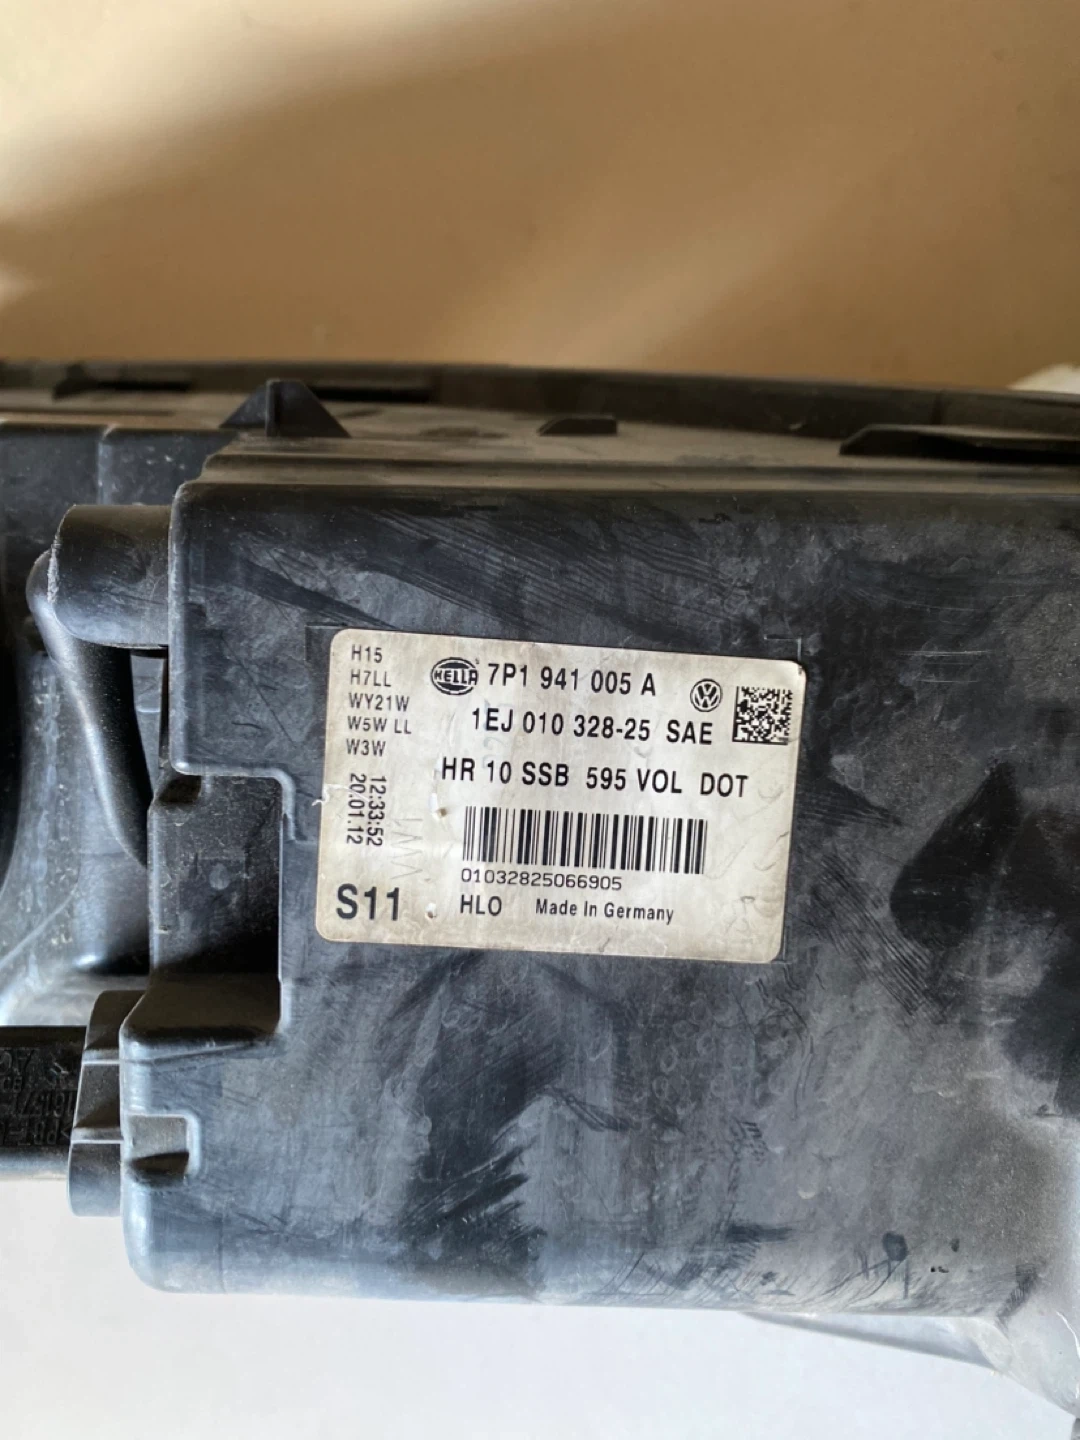 H15
H7LL
WY21W
W5W LL
W3W
12:33:52
20.01.12
S11
HELLA 7P1 941 005 A
1EJ 010 328-25 SAE
HR 10 SSB 595 VOL DOT
01032825066905
HLO Made In Germany